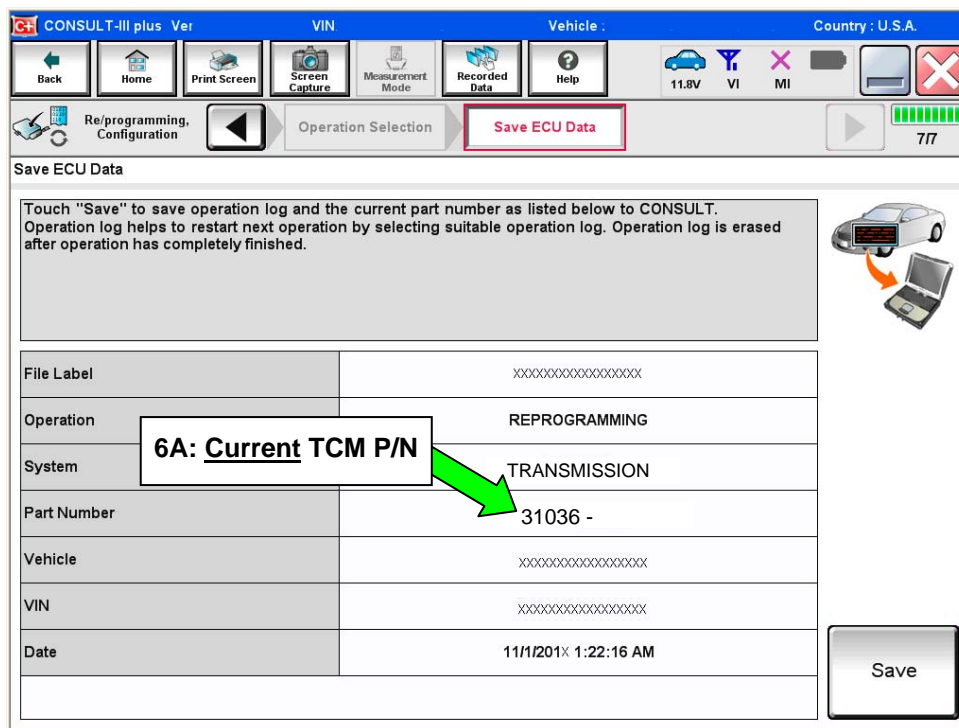 CONSULT-III plus Ver VIN. Vehicle : Country : U.S.A.
Back Home Print Screen Screen Capture Measurement Mode Recorded Data Help 11.8V VI MI
Re/programming, Configuration Operation Selection Save ECU Data 7/7
Save ECU Data
Touch "Save" to save operation log and the current part number as listed below to CONSULT.
Operation log helps to restart next operation by selecting suitable operation log. Operation log is erased
after operation has completely finished.
File Label XXXXXXXXXXXXXXXXX
Operation REPROGRAMMING
6A: Current TCM P/N
System TRANSMISSION
Part Number 31036 -
Vehicle XXXXXXXXXXXXXXXXX
VIN XXXXXXXXXXXXXXXXX
Date 11/1/201X 1:22:16 AM
Save